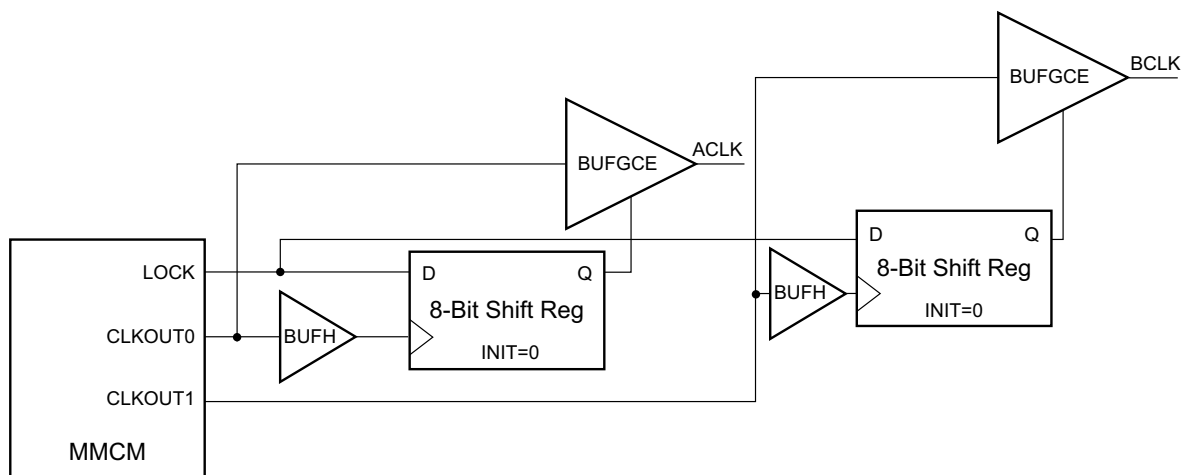 BUFGCE
BCLK
BUFGCE
ACLK
D
Q
8-Bit Shift Reg
INIT=0
BUFH
LOCK
D
Q
8-Bit Shift Reg
INIT=0
CLKOUT0
BUFH
CLKOUT1
MMCM